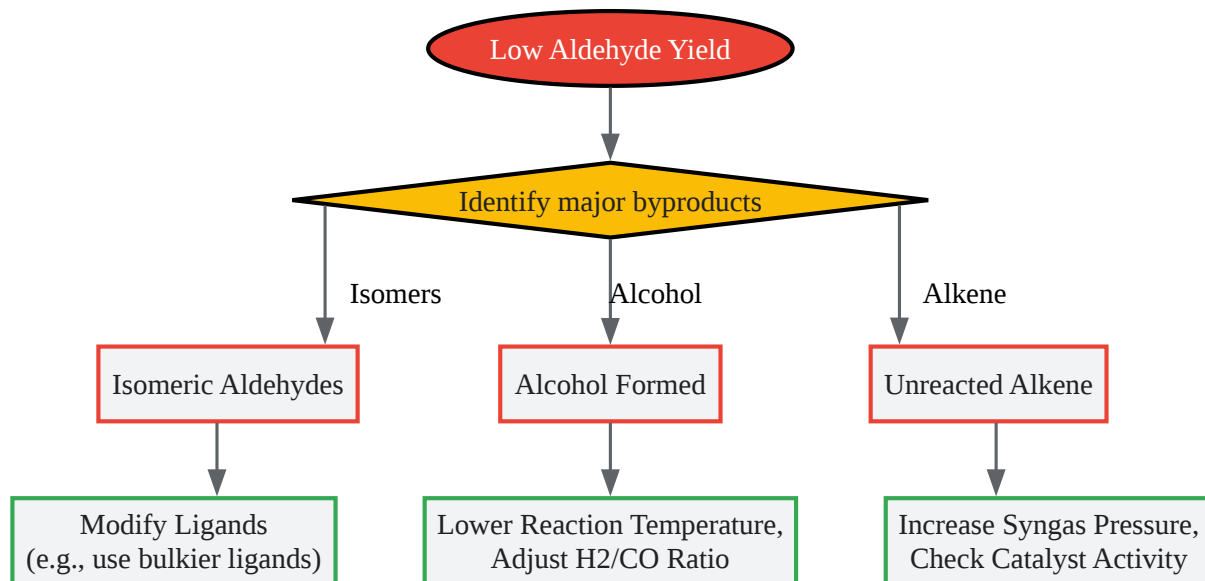 Low Aldehyde Yield
Identify major byproducts
Isomers
Alcohol
Alkene
Isomeric Aldehydes
Alcohol Formed
Unreacted Alkene
Modify Ligands
(e.g., use bulkier ligands)
Lower Reaction Temperature,
Adjust H2/CO Ratio
Increase Syngas Pressure,
Check Catalyst Activity